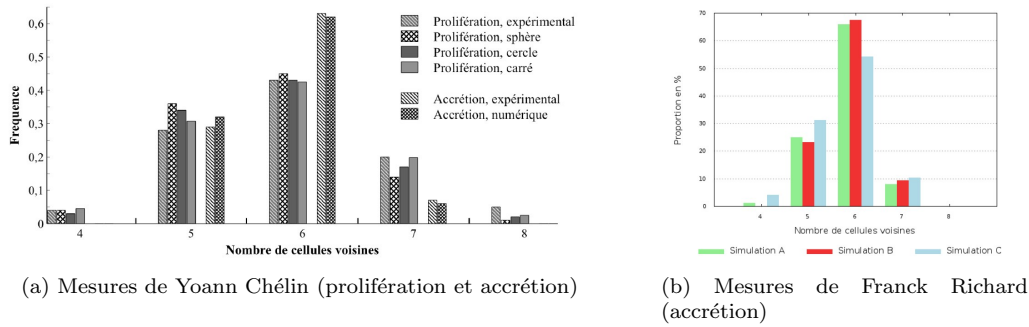 0,6
0,5
0,4
0,3
0,2
0,1
0
Frequence
4 5 6 7 8
Nombre de cellules voisines
Prolifération, expérimental
Prolifération, sphère
Prolifération, cercle
Prolifération, carré
Accrétion, expérimental
Accrétion, numérique
(a) Mesures de Yoann Chélin (prolifération et accrétion)
70
60
50
40
30
20
10
0
Proportion en %
4 5 6 7 8
Nombre de cellules voisines
Simulation A Simulation B Simulation C
(b) Mesures de Franck Richard
(accrétion)